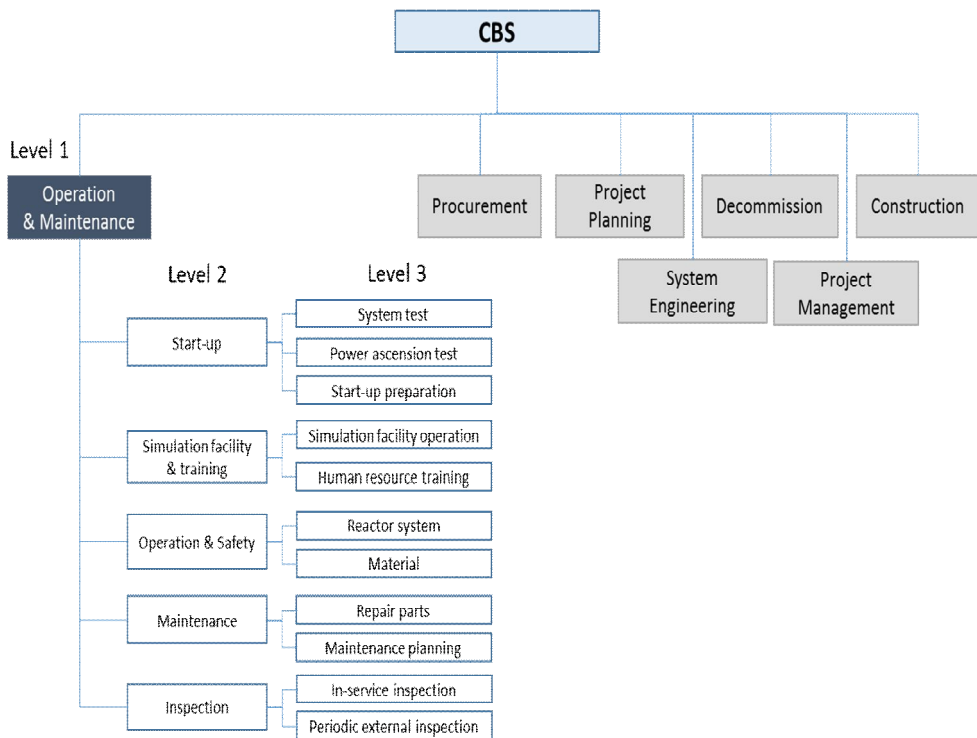 CBS
Level 1
Operation
& Maintenance
Procurement
Project
Planning
Decommission
Construction
System
Engineering
Project
Management
Level 2
Level 3
Start-up
System test
Power ascension test
Start-up preparation
Simulation facility
& training
Simulation facility operation
Human resource training
Operation & Safety
Reactor system
Material
Maintenance
Repair parts
Maintenance planning
Inspection
In-service inspection
Periodic external inspection